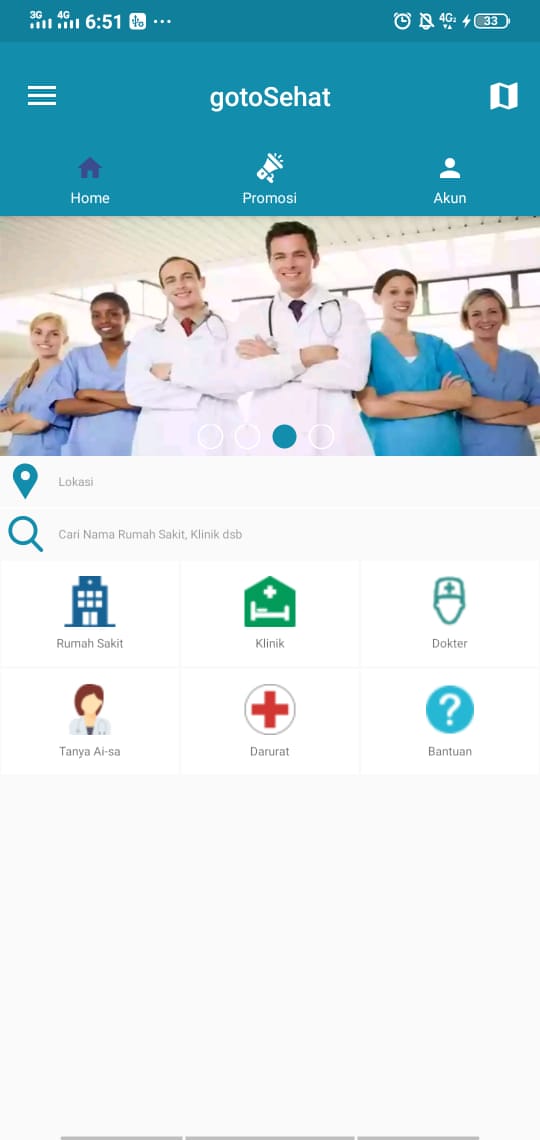 3G 4G 6:51 ... 4G2 33
gotoSehat
Home Promosi Akun
Lokasi
Cari Nama Rumah Sakit, Klinik dsb
Rumah Sakit Klinik Dokter
Tanya Ai-sa Darurat Bantuan